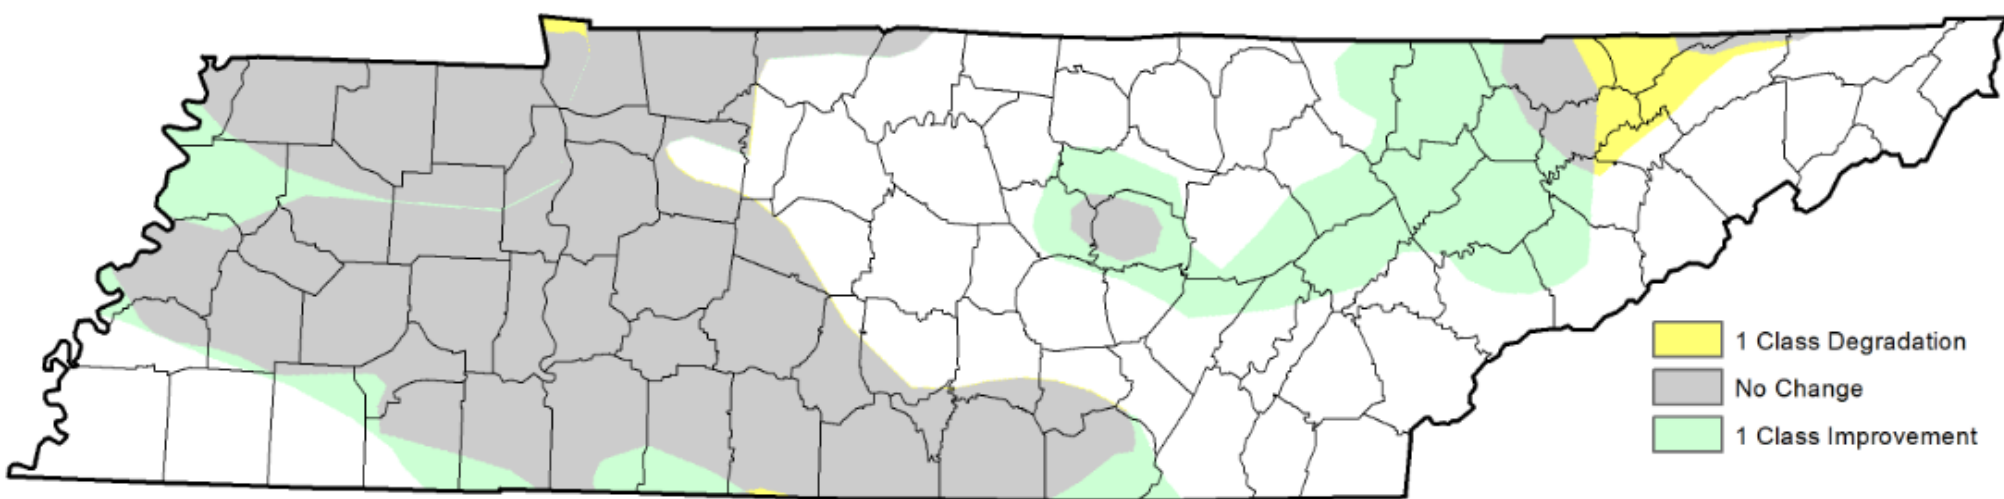 1 Class Degradation
No Change
1 Class Improvement